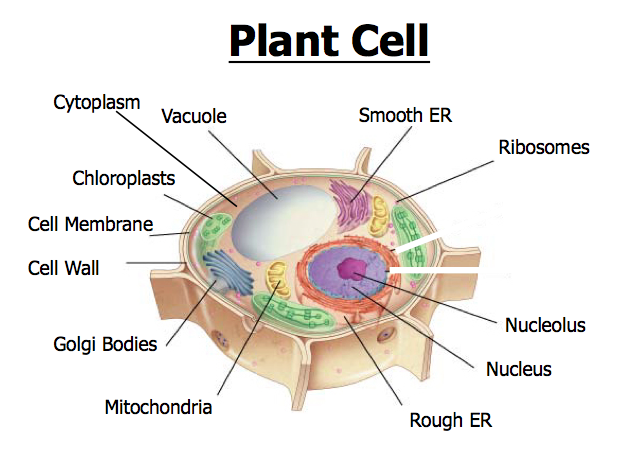 Plant Cell
Cytoplasm
Vacuole
Smooth ER
Ribosomes
Chloroplasts
Cell Membrane
Cell Wall
Golgi Bodies
Mitochondria
Nucleolus
Nucleus
Rough ER